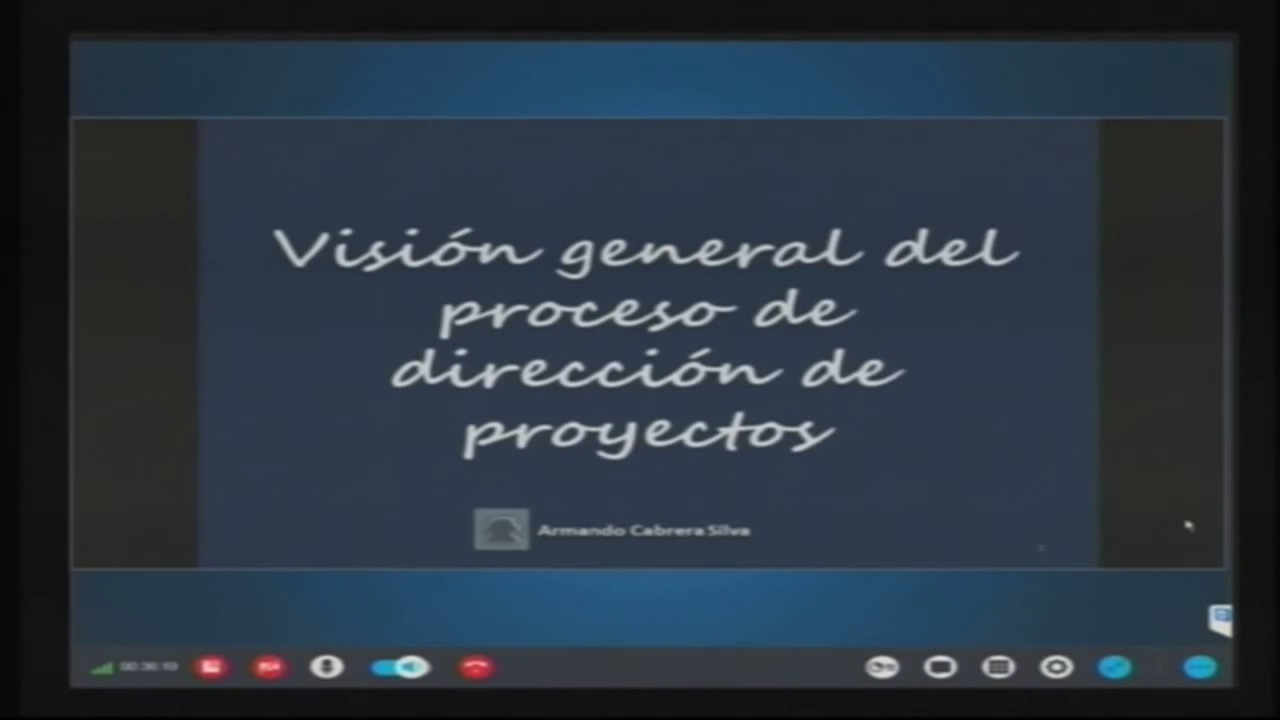 Visión general del
proceso de
dirección de
proyectos
Armando Cabrera Silva